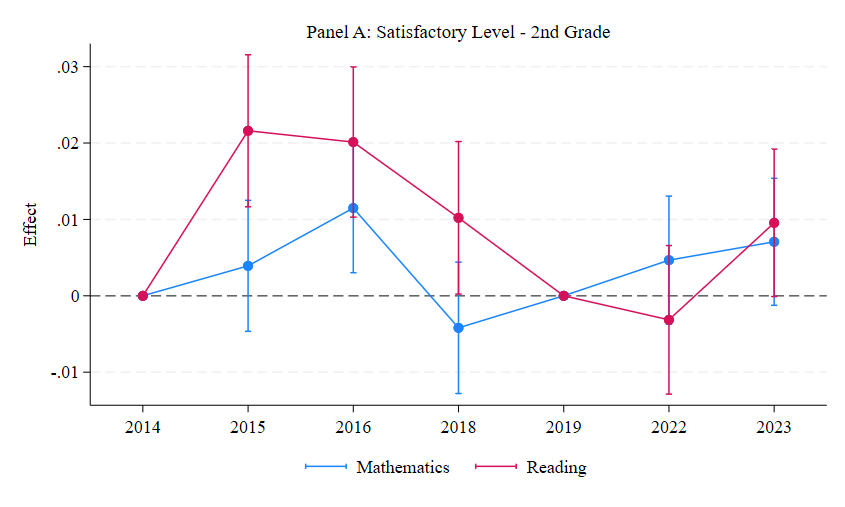 Panel A: Satisfactory Level - 2nd Grade
Effect
.03
.02
.01
0
-.01
2014 2015 2016 2018 2019 2022 2023
Mathematics Reading